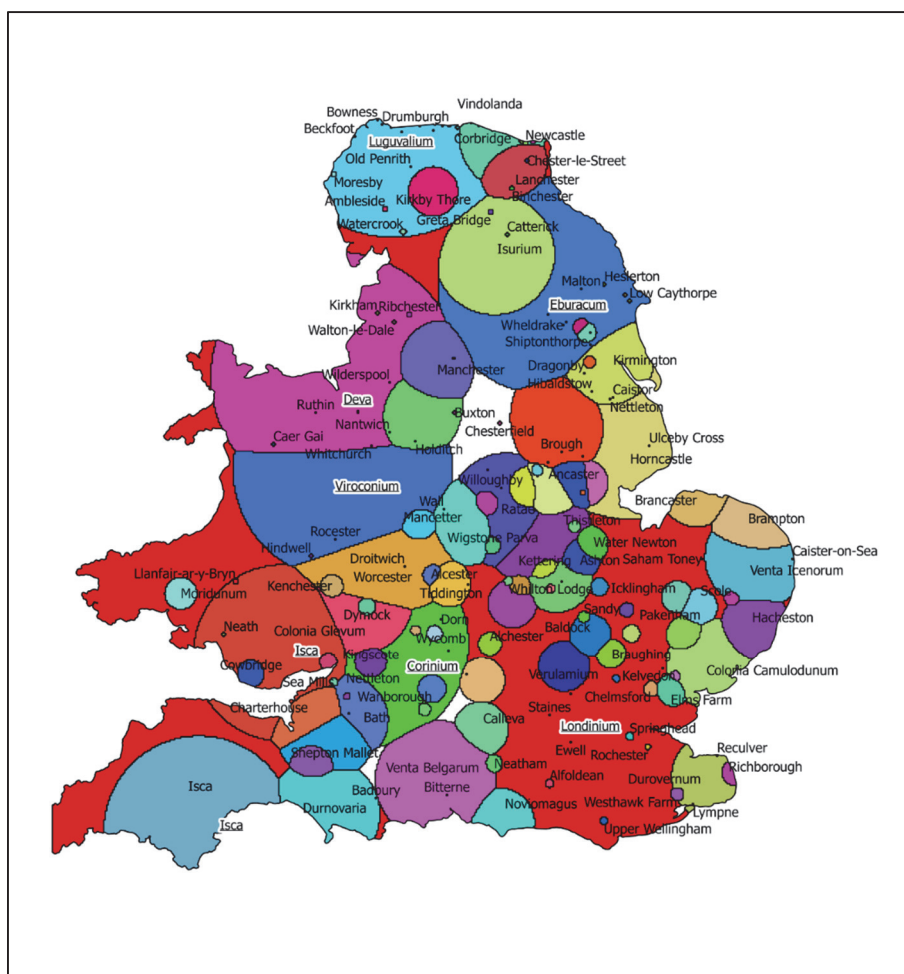 Vindolanda
Bowness
Drumburgh
Beckfoot
Luguvalium
Corbridge
Newcastle
Old Penrith
Chester-le-Street
Moresby
Lanchester
Ambleside
Kirkby Thore
Binchester
Watercrook
Greta Bridge
Catterick
Isurium
Malton
Heslerton
Low Caythorpe
Kirkham
Ribchester
Eburacum
Walton-le-Dale
Wheldrake
Shiptonthorpe
Manchester
Dragonby
Kirmington
Wilderspool
Hibaldstow
Caistor
Ruthin
Deva
Nettleton
Nantwich
Buxton
Chesterfield
Caer Gai
Brough
Ulceby Cross
Whitchurch
Holditch
Horncastle
Willoughby
Ancaster
Viroconium
Wall
Brancaster
Mancetter
Ratae
Thistleton
Brampton
Rocester
Wigstone Parva
Water Newton
Hindwell
Droitwich
Kettering
Ashton
Saham Toney
Caister-on-Sea
Llanfair-ar-y-Bryn
Worcester
Alcester
Venta Icenorum
Moridunum
Kenchester
Tiddington
Whilton Lodge
Icklingham
Scole
Dymock
Dorn
Sandy
Pakenham
Hacheston
Neath
Colonia Glevum
Wycomb
Alchester
Baldock
Isca
Kingscote
Corinium
Braughing
Cowbridge
Nettleton
Verulamium
Kelvedon
Colonia Camulodunum
Sea Mills
Wanborough
Chelmsford
Elms Farm
Charterhouse
Bath
Calleva
Staines
Londinium
Springhead
Shepton Mallet
Ewell
Rochester
Reculver
Venta Belgarum
Neatham
Alfoldean
Durovernum
Richborough
Isca
Badbury
Bitterne
Durnovaria
Noviomagus
Westhawk Farm
Lympne
Isca
Upper Wellingham